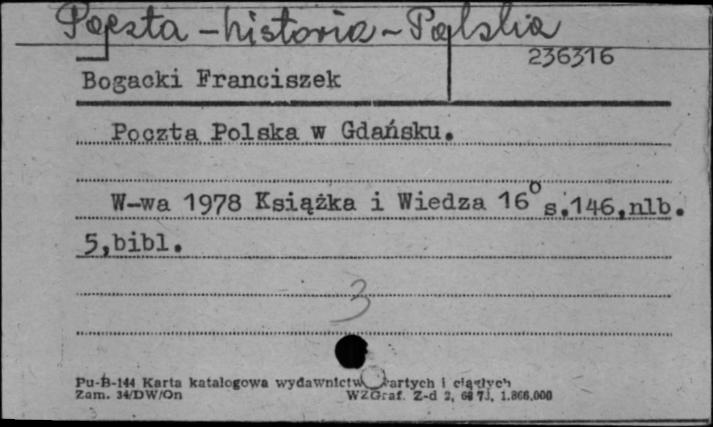 Poczta - historia - Polska
236316
Bogacki Franciszek
Poczta Polska w Gdańsku.
W-wa 1978 Książka i Wiedza 16° s.146,nlb.
5,bibl.
3
Pu-B-144 Karta katalogowa wydawnictw zwartych i ciągłych
Zam. 34/DW/On WZGraf. Z-d 2, 1.866.000